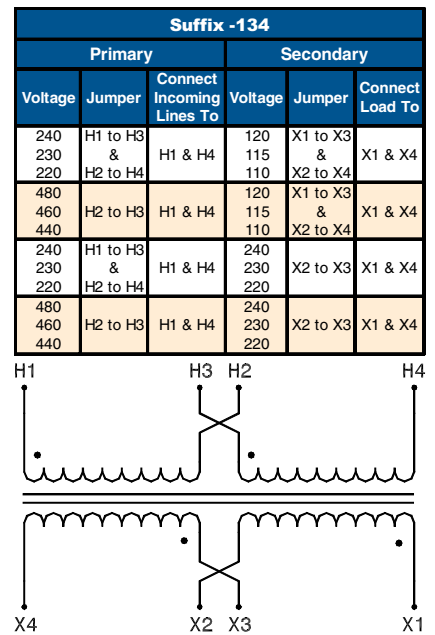 Suffix -134
Primary Secondary
Voltage Jumper Connect Incoming Lines To Voltage Jumper Connect Load To
240 H1 to H3 120 X1 to X3
230 & H1 & H4 115 & X1 & X4
220 H2 to H4 110 X2 to X4
480 120 X1 to X3
460 H2 to H3 H1 & H4 115 & X1 & X4
440 110 X2 to X4
240 H1 to H3 240
230 & H1 & H4 230 X2 to X3 X1 & X4
220 H2 to H4 220
480 240
460 H2 to H3 H1 & H4 230 X2 to X3 X1 & X4
440 220
H1 H3 H2 H4
X4 X2 X3 X1